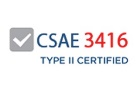 CSAE 3416
TYPE II CERTIFIED